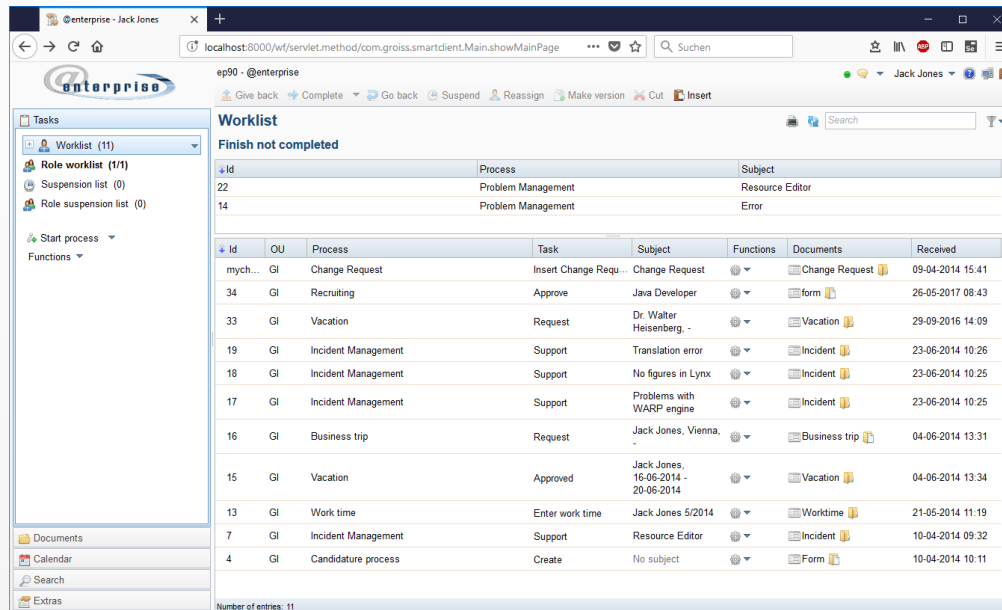 @enterprise - Jack Jones
localhost:8000/wf/servlet.method/com.groiss.smartclient.Main.showMainPage
Suchen
ABP
@enterprise
ep90 - @enterprise
Jack Jones
Give back Complete Go back Suspend Reassign Make version Cut Insert
Tasks
Worklist (11)
Role worklist (1/1)
Suspension list (0)
Role suspension list (0)
Start process
Functions
Documents
Calendar
Search
Extras
Worklist
Search
Finish not completed
Id Process Subject
22 Problem Management Resource Editor
14 Problem Management Error
Id OU Process Task Subject Functions Documents Received
mych... GI Change Request Insert Change Requ... Change Request Change Request 09-04-2014 15:41
34 GI Recruiting Approve Java Developer form 26-05-2017 08:43
33 GI Vacation Request Dr. Walter Heisenberg, - Vacation 29-09-2016 14:09
19 GI Incident Management Support Translation error Incident 23-06-2014 10:26
18 GI Incident Management Support No figures in Lynx Incident 23-06-2014 10:25
17 GI Incident Management Support Problems with WARP engine Incident 23-06-2014 10:25
16 GI Business trip Request Jack Jones, Vienna, - Business trip 04-06-2014 13:31
15 GI Vacation Approved Jack Jones, 16-06-2014 - 20-06-2014 Vacation 04-06-2014 13:34
13 GI Work time Enter work time Jack Jones 5/2014 Worktime 21-05-2014 11:19
7 GI Incident Management Support Resource Editor Incident 10-04-2014 09:32
4 GI Candidature process Create No subject Form 10-04-2014 10:11
Number of entries: 11